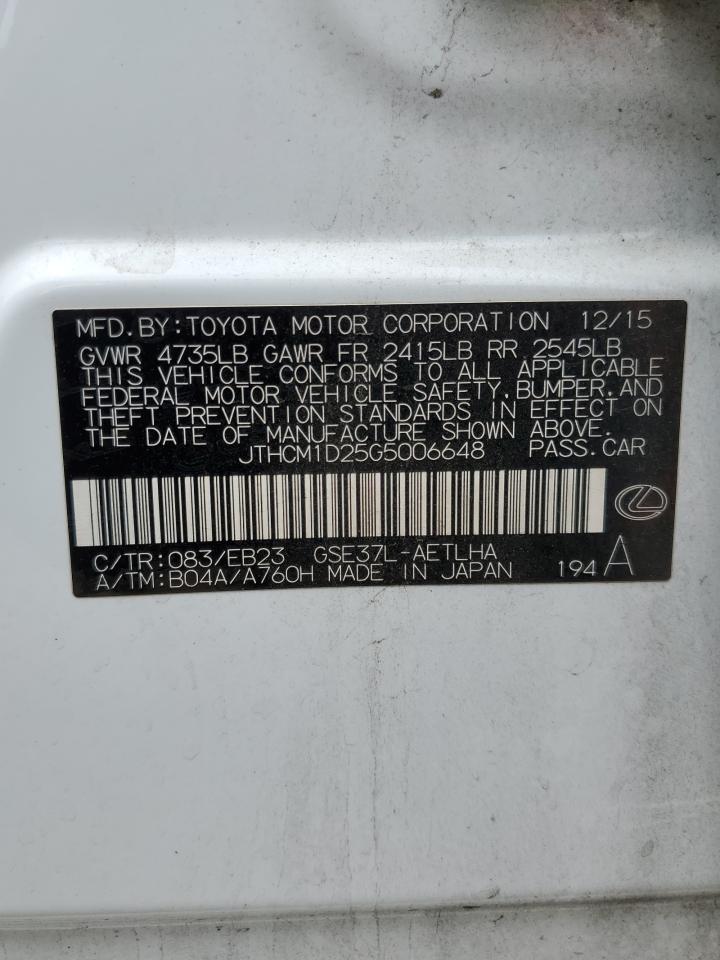 MFD.BY:TOYOTA MOTOR CORPORATION 12/15
GVWR 4735LB GAWR FR 2415LB RR 2545LB
THIS VEHICLE CONFORMS TO ALL APPLICABLE
FEDERAL MOTOR VEHICLE SAFETY,BUMPER,AND
THEFT PREVENTION STANDARDS IN EFFECT ON
THE DATE OF MANUFACTURE SHOWN ABOVE.
JTHCM1D25G5006648 PASS.CAR
C/TR:083/EB23 GSE37L-AETLHA
A/TM:B04A/A760H MADE IN JAPAN 194 A